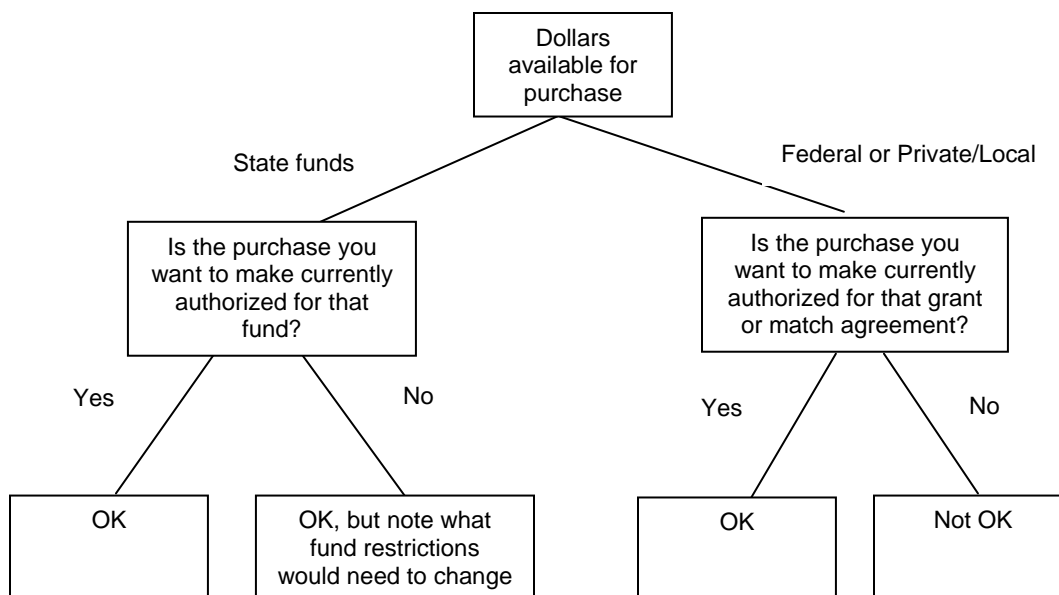 Dollars
available for
purchase
State funds
Federal or Private/Local
Is the purchase you
want to make currently
authorized for that
fund?
Is the purchase you
want to make currently
authorized for that grant
or match agreement?
Yes
No
Yes
No
OK
OK, but note what
fund restrictions
would need to change
OK
Not OK